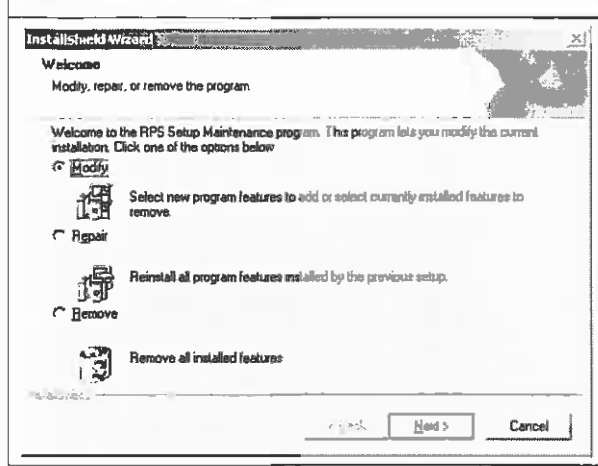 InstallShield Wizard
Welcome
Modify, repair, or remove the program
Welcome to the RPS Setup Maintenance program. This program lets you modify the current
installation. Click one of the options below
Modify
Select new program features to add or select currently installed features to
remove.
Repair
Reinstall all program features installed by the previous setup.
Remove
Remove all installed features
InstallShield
< Back
Next >
Cancel